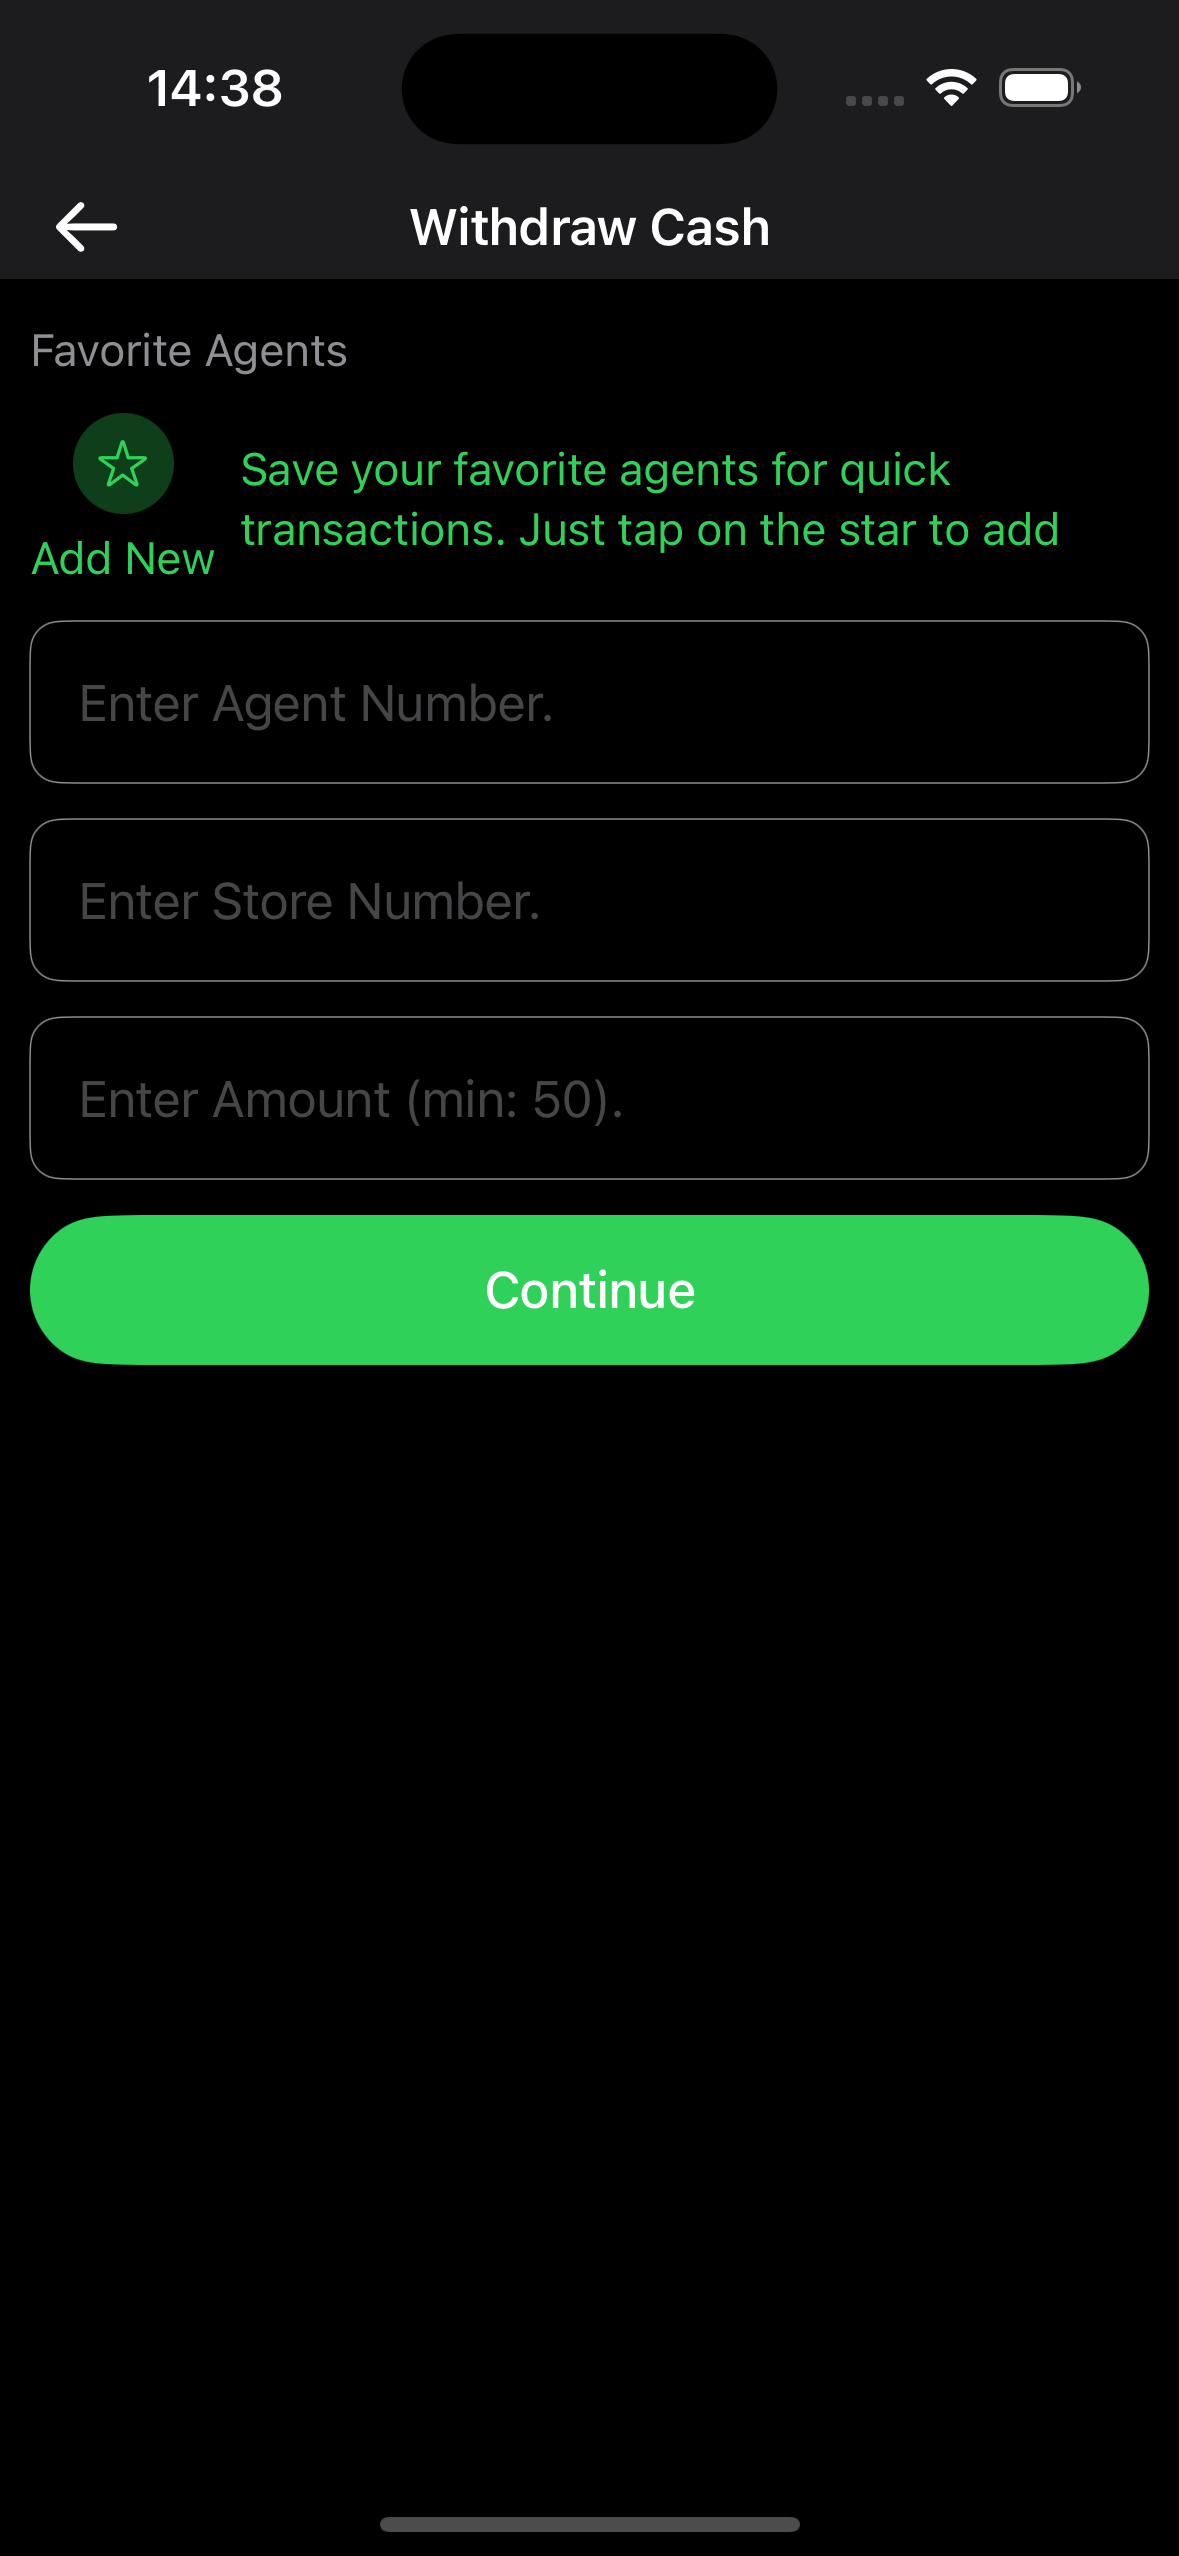 14:38
Withdraw Cash
Favorite Agents
Save your favorite agents for quick
transactions. Just tap on the star to add
Add New
Enter Agent Number.
Enter Store Number.
Enter Amount (min: 50).
Continue